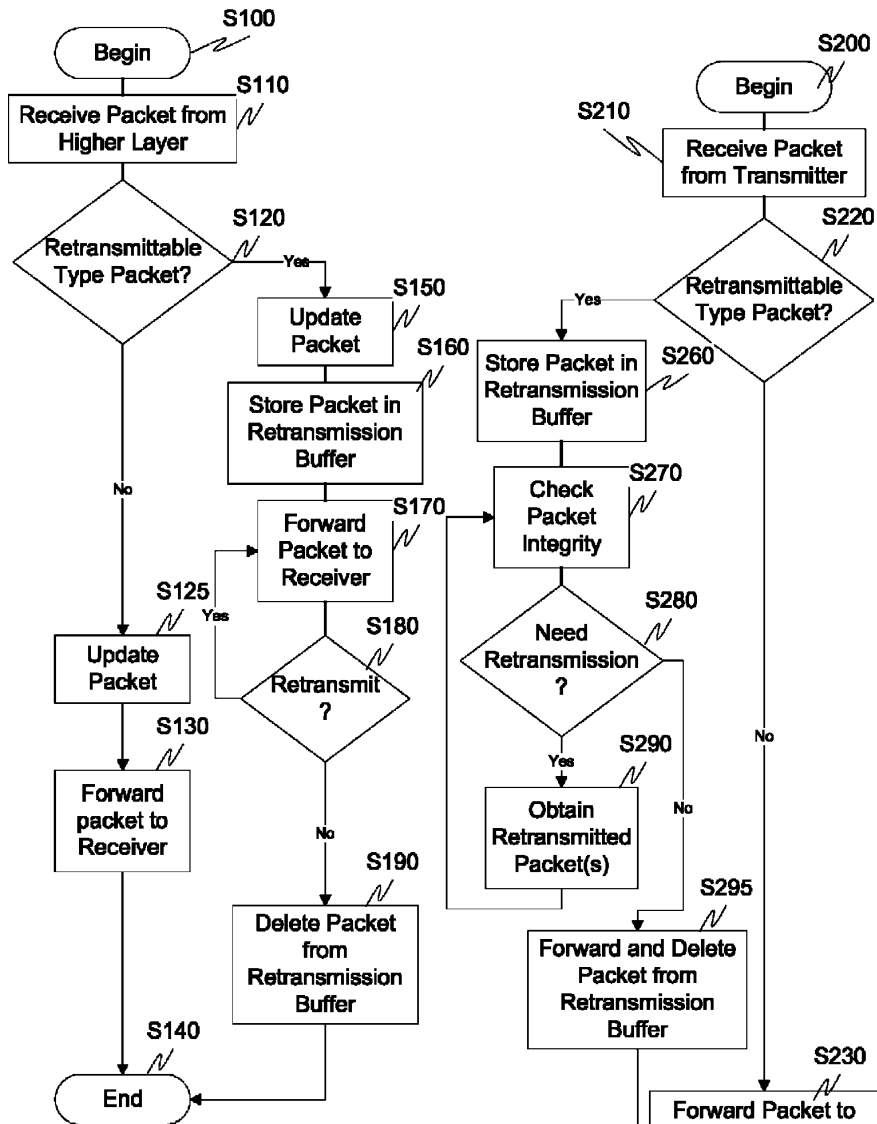 S100
Begin
S110
Receive Packet from
Higher Layer
S120
Retransmittable
Type Packet?
Yes
S150
Update
Packet
S160
Store Packet in
Retransmission
Buffer
No
S170
Forward
Packet to
Receiver
Yes
S125
Update
Packet
S180
Retransmit
?
S130
Forward
packet to
Receiver
No
S190
Delete Packet
from
Retransmission
Buffer
S140
End
S200
Begin
S210
Receive Packet
from Transmitter
S220
Retransmittable
Type Packet?
Yes
S260
Store Packet in
Retransmission
Buffer
S270
Check
Packet
Integrity
S280
Need
Retransmission
?
Yes
S290
Obtain
Retransmitted
Packet(s)
No
No
S295
Forward and Delete
Packet from
Retransmission
Buffer
S230
Forward Packet to